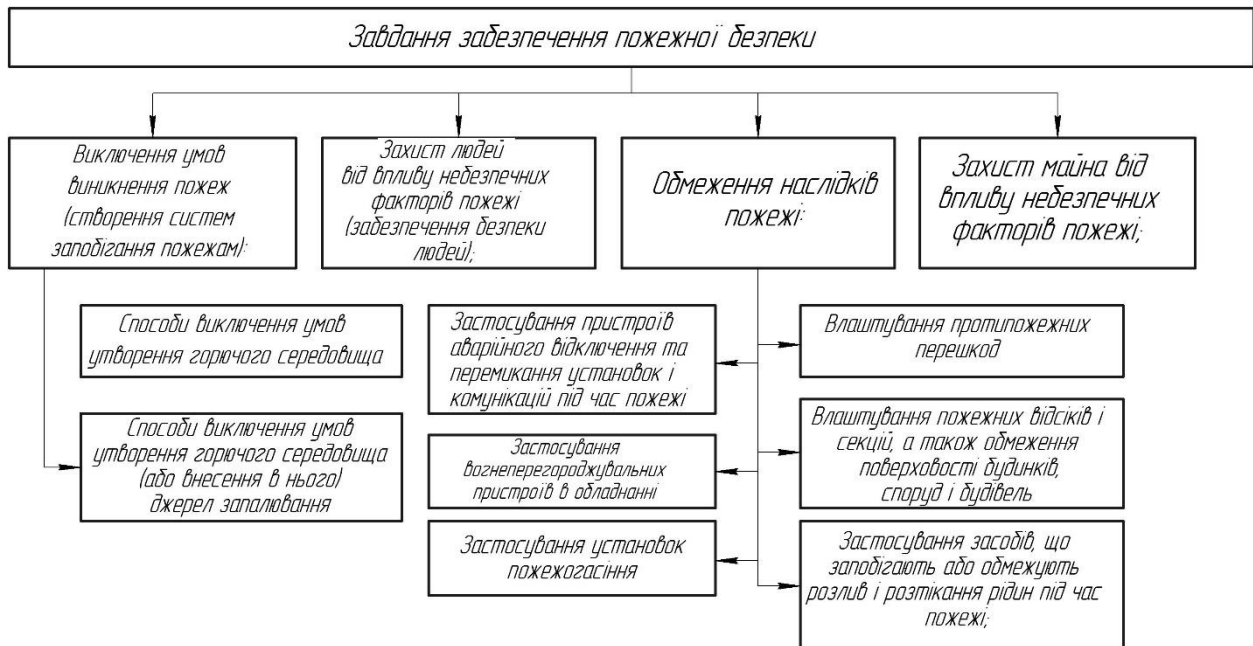 Завдання забезпечення пожежної безпеки
Виключення умов
виникнення пожеж
(створення систем
запобігання пожежам):
Захист людей
від впливу небезпечних
факторів пожежі
(забезпечення безпеки
людей);
Обмеження наслідків
пожежі:
Захист майна від
впливу небезпечних
факторів пожежі;
Способи виключення умов
утворення горючого середовища
Способи виключення умов
утворення горючого середовища
(або внесення в нього)
джерел запалювання
Застосування пристроїв
аварійного відключення та
перемикання установок і
комунікацій під час пожежі
Застосування
вогнеперегороджувальних
пристроїв в обладнанні
Застосування установок
пожежогасіння
Влаштування протипожежних
перешкод
Влаштування пожежних відсіків і
секцій, а також обмеження
поверховості будинків,
споруд і будівель
Застосування засобів, що
запобігають або обмежують
розлив і розтікання рідин під час
пожежі;